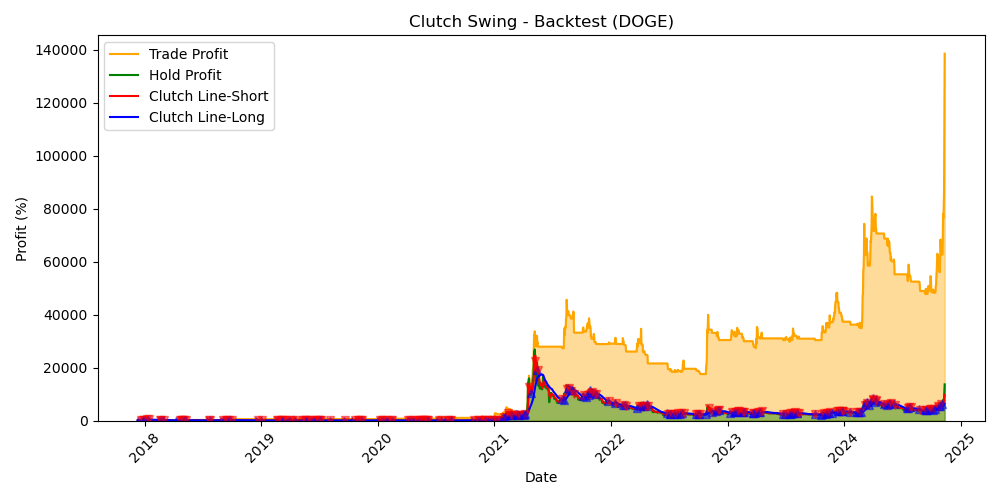 Clutch Swing - Backtest (DOGE)
Trade Profit
Hold Profit
Clutch Line-Short
Clutch Line-Long
Profit (%)
140000
120000
100000
80000
60000
40000
20000
0
2018
2019
2020
2021
2022
2023
2024
2025
Date